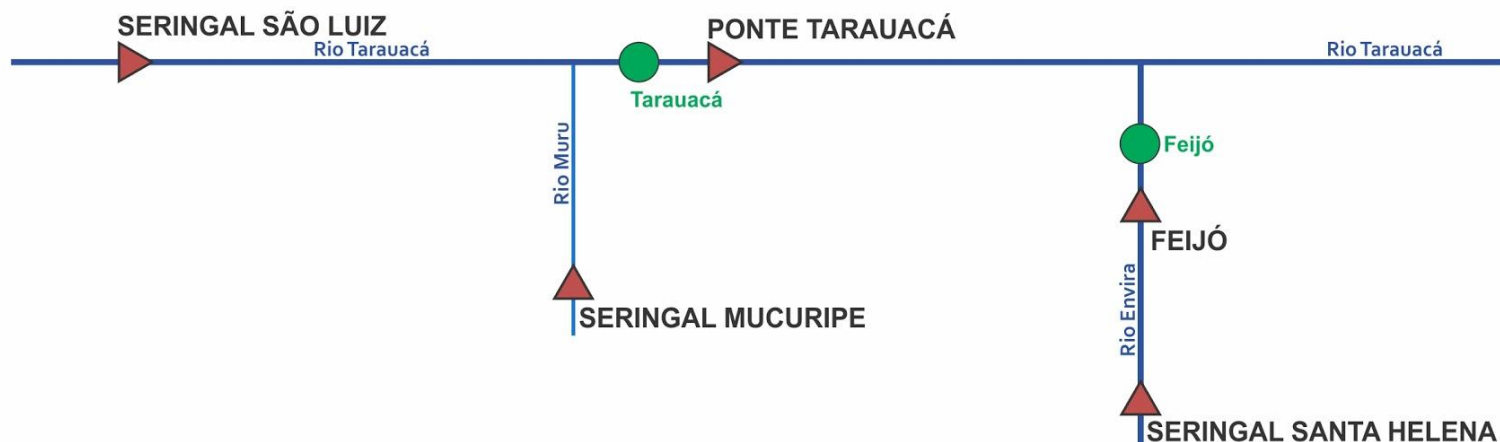 SERINGAL SÃO LUIZ
Rio Tarauacá
PONTE TARAUACÁ
Rio Tarauacá
Tarauacá
Rio Muru
Feijó
FEIJÓ
Rio Envira
SERINGAL MUCURIPE
SERINGAL SANTA HELENA